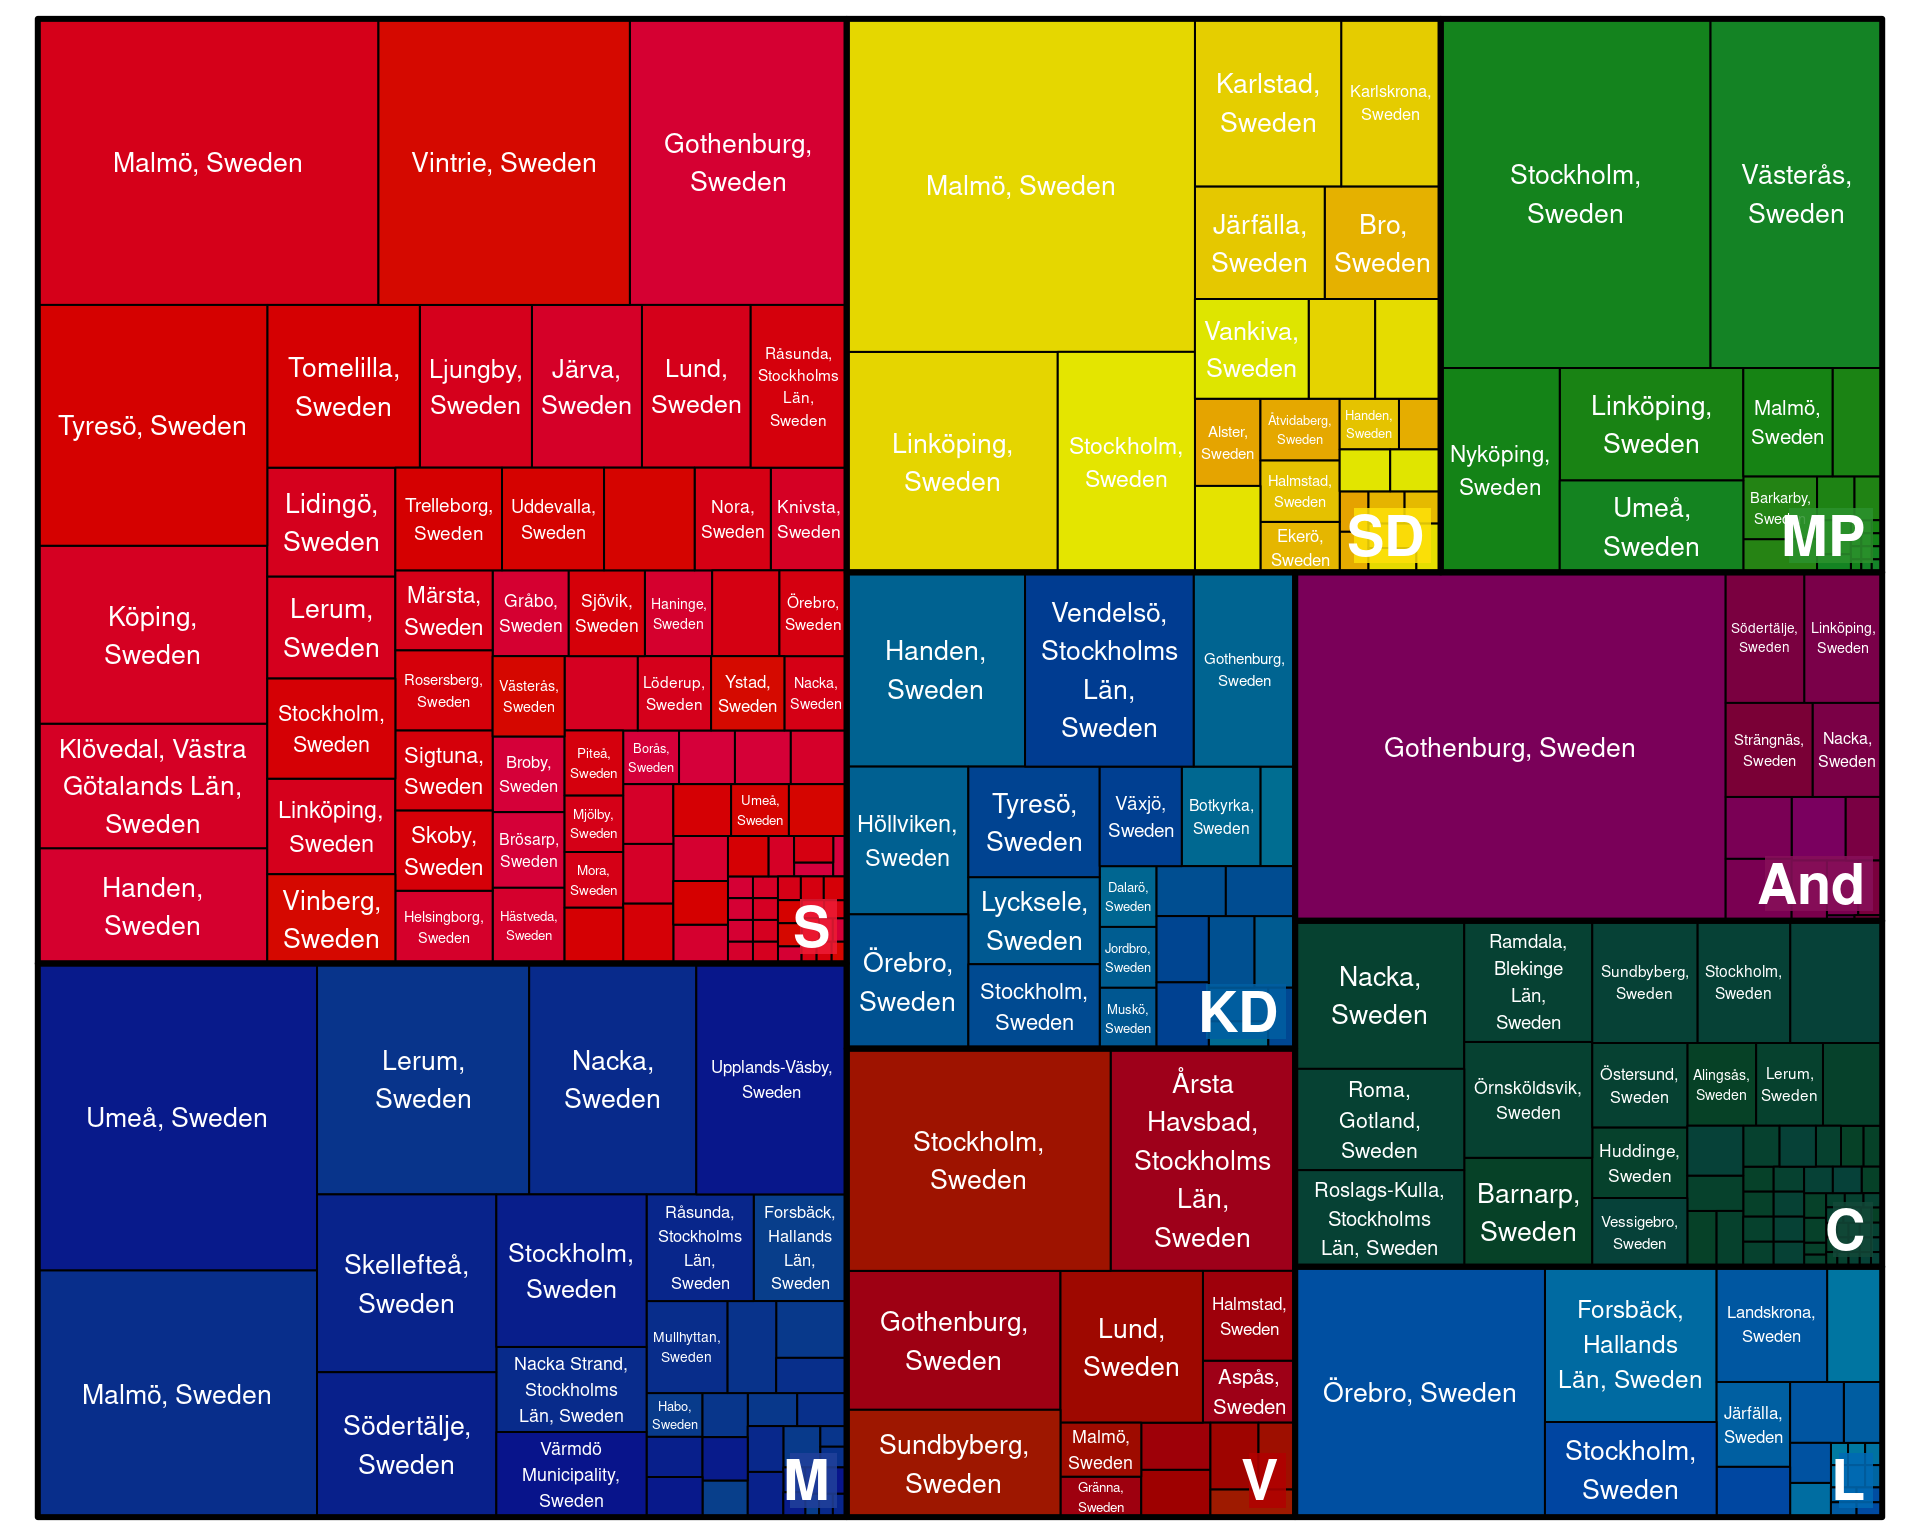 Malmö, Sweden
Vintrie, Sweden
Gothenburg,
Sweden
Tyresö, Sweden
Tomelilla,
Sweden
Ljungby,
Sweden
Järva,
Sweden
Lund,
Sweden
Råsunda,
Stockholms
Län,
Sweden
Lidingö,
Sweden
Trelleborg,
Sweden
Uddevalla,
Sweden
Nora,
Sweden
Knivsta,
Sweden
Köping,
Sweden
Lerum,
Sweden
Märsta,
Sweden
Gråbo,
Sweden
Sjövik,
Sweden
Haninge,
Sweden
Örebro,
Sweden
Stockholm,
Sweden
Rosersberg,
Sweden
Västerås,
Sweden
Löderup,
Sweden
Ystad,
Sweden
Nacka,
Sweden
Klövedal, Västra
Götalands Län,
Sweden
Sigtuna,
Sweden
Broby,
Sweden
Piteå,
Sweden
Borås,
Sweden
Linköping,
Sweden
Skoby,
Sweden
Brösarp,
Sweden
Mjölby,
Sweden
Umeå,
Sweden
Mora,
Sweden
Handen,
Sweden
Vinberg,
Sweden
Helsingborg,
Sweden
Hästveda,
Sweden
S
Umeå, Sweden
Lerum,
Sweden
Nacka,
Sweden
Upplands-Väsby,
Sweden
Malmö, Sweden
Skellefteå,
Sweden
Stockholm,
Sweden
Råsunda,
Stockholms
Län,
Sweden
Forsbäck,
Hallands
Län,
Sweden
Mullhyttan,
Sweden
Södertälje,
Sweden
Nacka Strand,
Stockholms
Län, Sweden
Habo,
Sweden
Värmdö
Municipality,
Sweden
M
Malmö, Sweden
Karlstad,
Sweden
Karlskrona,
Sweden
Järfälla,
Sweden
Bro,
Sweden
Vankiva,
Sweden
Linköping,
Sweden
Stockholm,
Sweden
Alster,
Sweden
Åtvidaberg,
Sweden
Handen,
Sweden
Halmstad,
Sweden
Ekerö,
Sweden
SD
Stockholm,
Sweden
Västerås,
Sweden
Nyköping,
Sweden
Linköping,
Sweden
Malmö,
Sweden
Umeå,
Sweden
Barkarby,
Sweden
MP
Handen,
Sweden
Vendelsö,
Stockholms
Län,
Sweden
Gothenburg,
Sweden
Höllviken,
Sweden
Tyresö,
Sweden
Växjö,
Sweden
Botkyrka,
Sweden
Lycksele,
Sweden
Dalarö,
Sweden
Örebro,
Sweden
Jordbro,
Sweden
Stockholm,
Sweden
Muskö,
Sweden
KD
Gothenburg, Sweden
Södertälje,
Sweden
Linköping,
Sweden
Strängnäs,
Sweden
Nacka,
Sweden
And
Stockholm,
Sweden
Årsta
Havsbad,
Stockholms
Län,
Sweden
Gothenburg,
Sweden
Lund,
Sweden
Halmstad,
Sweden
Aspås,
Sweden
Sundbyberg,
Sweden
Malmö,
Sweden
Gränna,
Sweden
V
Nacka,
Sweden
Ramdala,
Blekinge
Län,
Sweden
Sundbyberg,
Sweden
Stockholm,
Sweden
Roma,
Gotland,
Sweden
Örnsköldsvik,
Sweden
Östersund,
Sweden
Alingsås,
Sweden
Lerum,
Sweden
Huddinge,
Sweden
Roslags-Kulla,
Stockholms
Län, Sweden
Barnarp,
Sweden
Vessigebro,
Sweden
C
Örebro, Sweden
Forsbäck,
Hallands
Län, Sweden
Landskrona,
Sweden
Järfälla,
Sweden
Stockholm,
Sweden
L